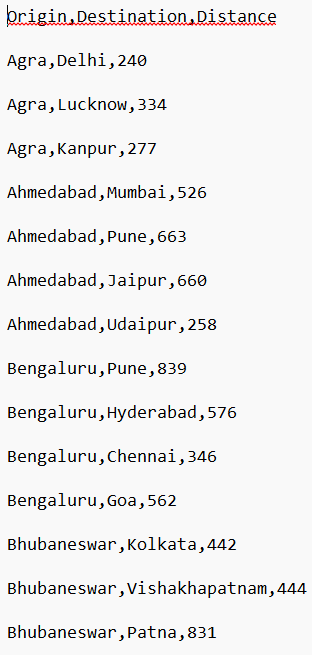 Origin,Destination,Distance
Agra,Delhi,240
Agra,Lucknow,334
Agra,Kanpur,277
Ahmedabad,Mumbai,526
Ahmedabad,Pune,663
Ahmedabad,Jaipur,660
Ahmedabad,Udaipur,258
Bengaluru,Pune,839
Bengaluru,Hyderabad,576
Bengaluru,Chennai,346
Bengaluru,Goa,562
Bhubaneswar,Kolkata,442
Bhubaneswar,Vishakhapatnam,444
Bhubaneswar,Patna,831